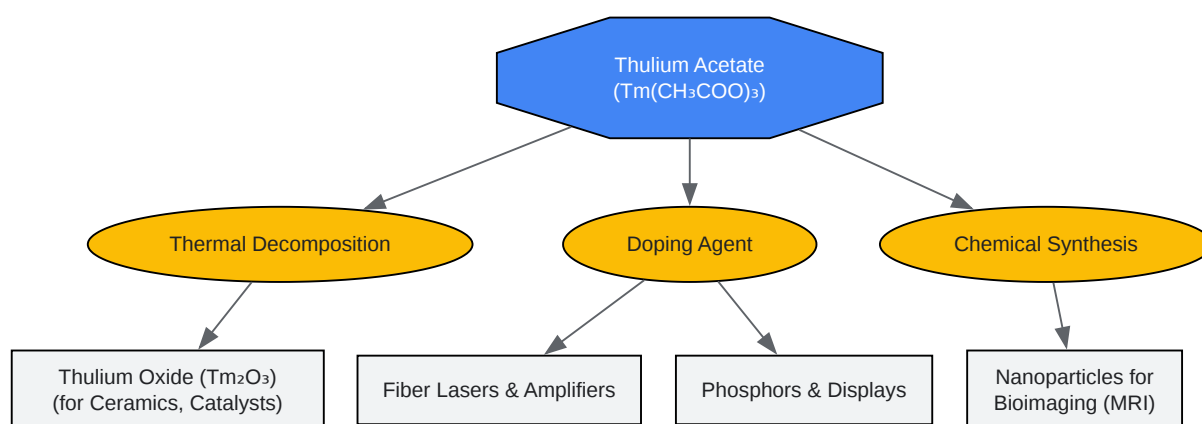 Thulium Acetate
(Tm(CH₃COO)₃)
Thermal Decomposition
Doping Agent
Chemical Synthesis
Thulium Oxide (Tm₂O₃)
(for Ceramics, Catalysts)
Fiber Lasers & Amplifiers
Phosphors & Displays
Nanoparticles for
Bioimaging (MRI)